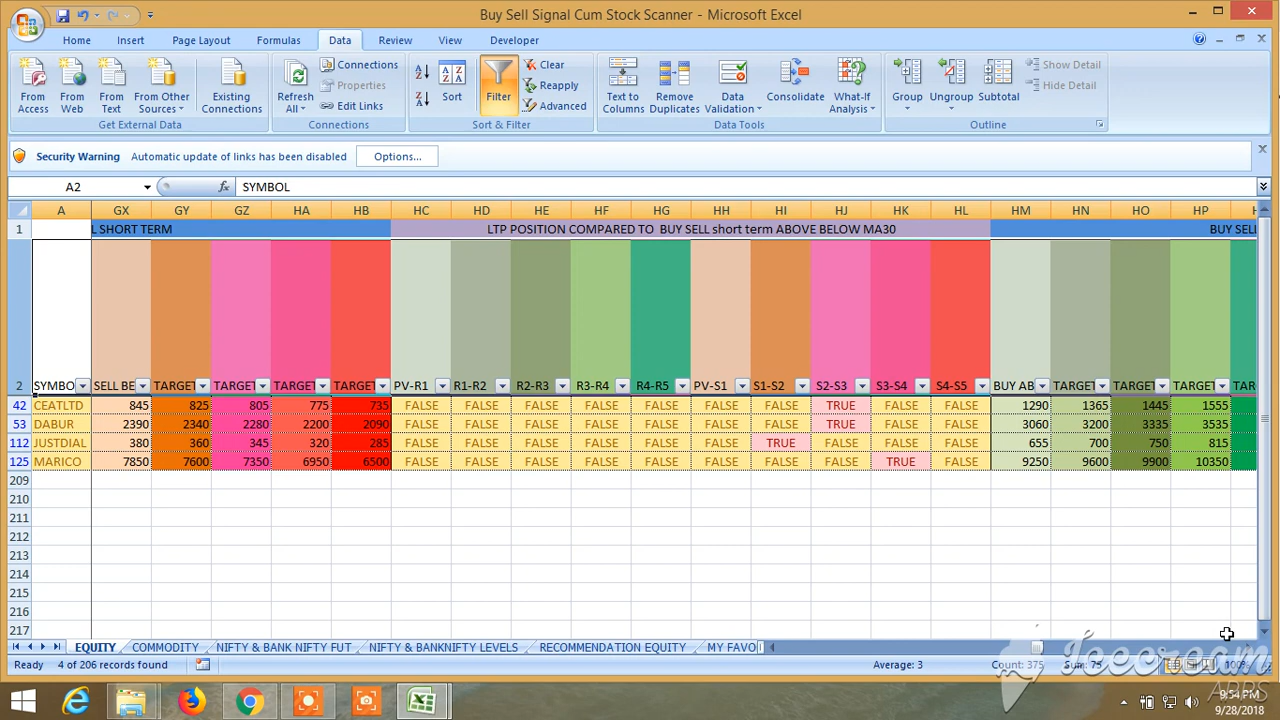 Buy Sell Signal Cum Stock Scanner - Microsoft Excel
Home Insert Page Layout Formulas Data Review View Developer
From Access From Web From Text From Other Sources Existing Connections Get External Data
Refresh All Connections Properties Edit Links Connections
Sort Filter Clear Reapply Advanced Sort & Filter
Text to Columns Remove Duplicates Data Validation Consolidate What-If Analysis Data Tools
Group Ungroup Subtotal Show Detail Hide Detail Outline
Security Warning Automatic update of links has been disabled Options...
A2 fx SYMBOL
A GX GY GZ HA HB HC HD HE HF HG HH HI HJ HK HL HM HN HO HP
1 L SHORT TERM LTP POSITION COMPARED TO BUY SELL short term ABOVE BELOW MA30 BUY SELL
2 SYMBO SELL BE TARGET TARGET TARGET TARGET PV-R1 R1-R2 R2-R3 R3-R4 R4-R5 PV-S1 S1-S2 S2-S3 S3-S4 S4-S5 BUY AB TARGET TARGET TARGET TAR
42 CEATLTD 845 825 805 775 735 FALSE FALSE FALSE FALSE FALSE FALSE FALSE TRUE FALSE FALSE 1290 1365 1445 1555
53 DABUR 2390 2340 2280 2200 2090 FALSE FALSE FALSE FALSE FALSE FALSE FALSE TRUE FALSE FALSE 3060 3200 3335 3535
112 JUSTDIAL 380 360 345 320 285 FALSE FALSE FALSE FALSE FALSE FALSE TRUE FALSE FALSE FALSE 655 700 750 815
125 MARICO 7850 7600 7350 6950 6500 FALSE FALSE FALSE FALSE FALSE FALSE FALSE FALSE TRUE FALSE 9250 9600 9900 10350
209
210
211
212
213
214
215
216
217
EQUITY COMMODITY NIFTY & BANK NIFTY FUT NIFTY & BANKNIFTY LEVELS RECOMMENDATION EQUITY MY FAVO
Ready 4 of 206 records found Average: 3 Count: 375 Sum: 75 100%
Icecream APPS
9:54 PM
9/28/2018